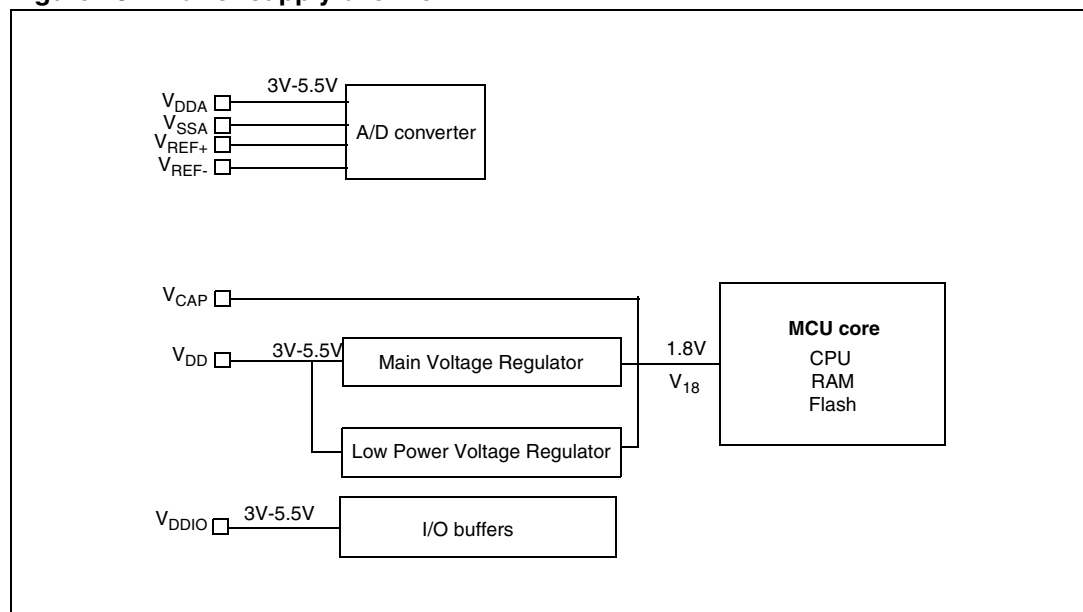 3V-5.5V
VDDA
VSSA
VREF+
VREF-
A/D converter
VCAP
VDD
3V-5.5V
Main Voltage Regulator
1.8V
V18
MCU core
CPU
RAM
Flash
Low Power Voltage Regulator
VDDIO
3V-5.5V
I/O buffers